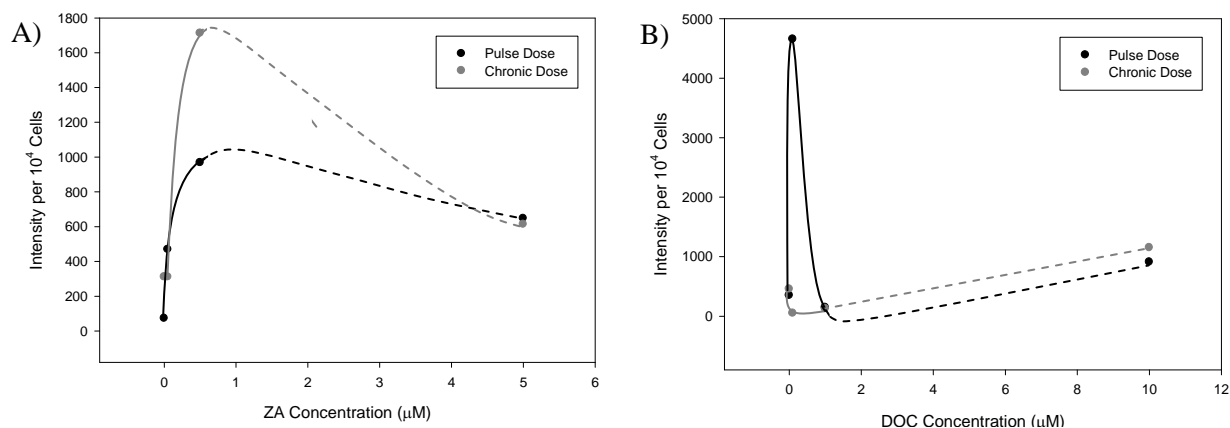 A)
1800
1600
1400
1200
1000
800
600
400
200
0
Intensity per 10⁴ Cells
Pulse Dose
Chronic Dose
0 1 2 3 4 5 6
ZA Concentration (μM)
B)
5000
4000
3000
2000
1000
0
Intensity per 10⁴ Cells
Pulse Dose
Chronic Dose
0 2 4 6 8 10 12
DOC Concentration (μM)